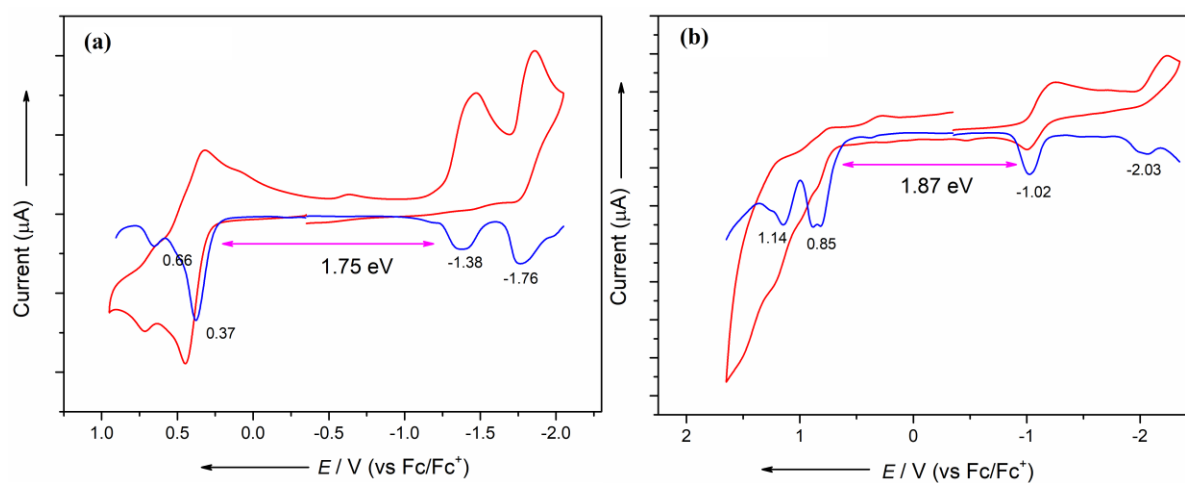 (a)
Current (μA)
0.66
0.37
1.75 eV
-1.38
-1.76
1.0
0.5
0.0
-0.5
-1.0
-1.5
-2.0
E / V (vs Fc/Fc⁺)
(b)
Current (μA)
1.14
0.85
1.87 eV
-1.02
-2.03
2
1
0
-1
-2
E / V (vs Fc/Fc⁺)